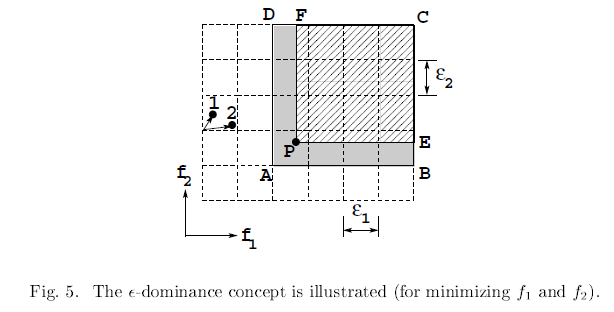 D F C
ε2
1 2
P E
A B
f2
ε1
f1
Fig. 5. The ϵ-dominance concept is illustrated (for minimizing f1 and f2).